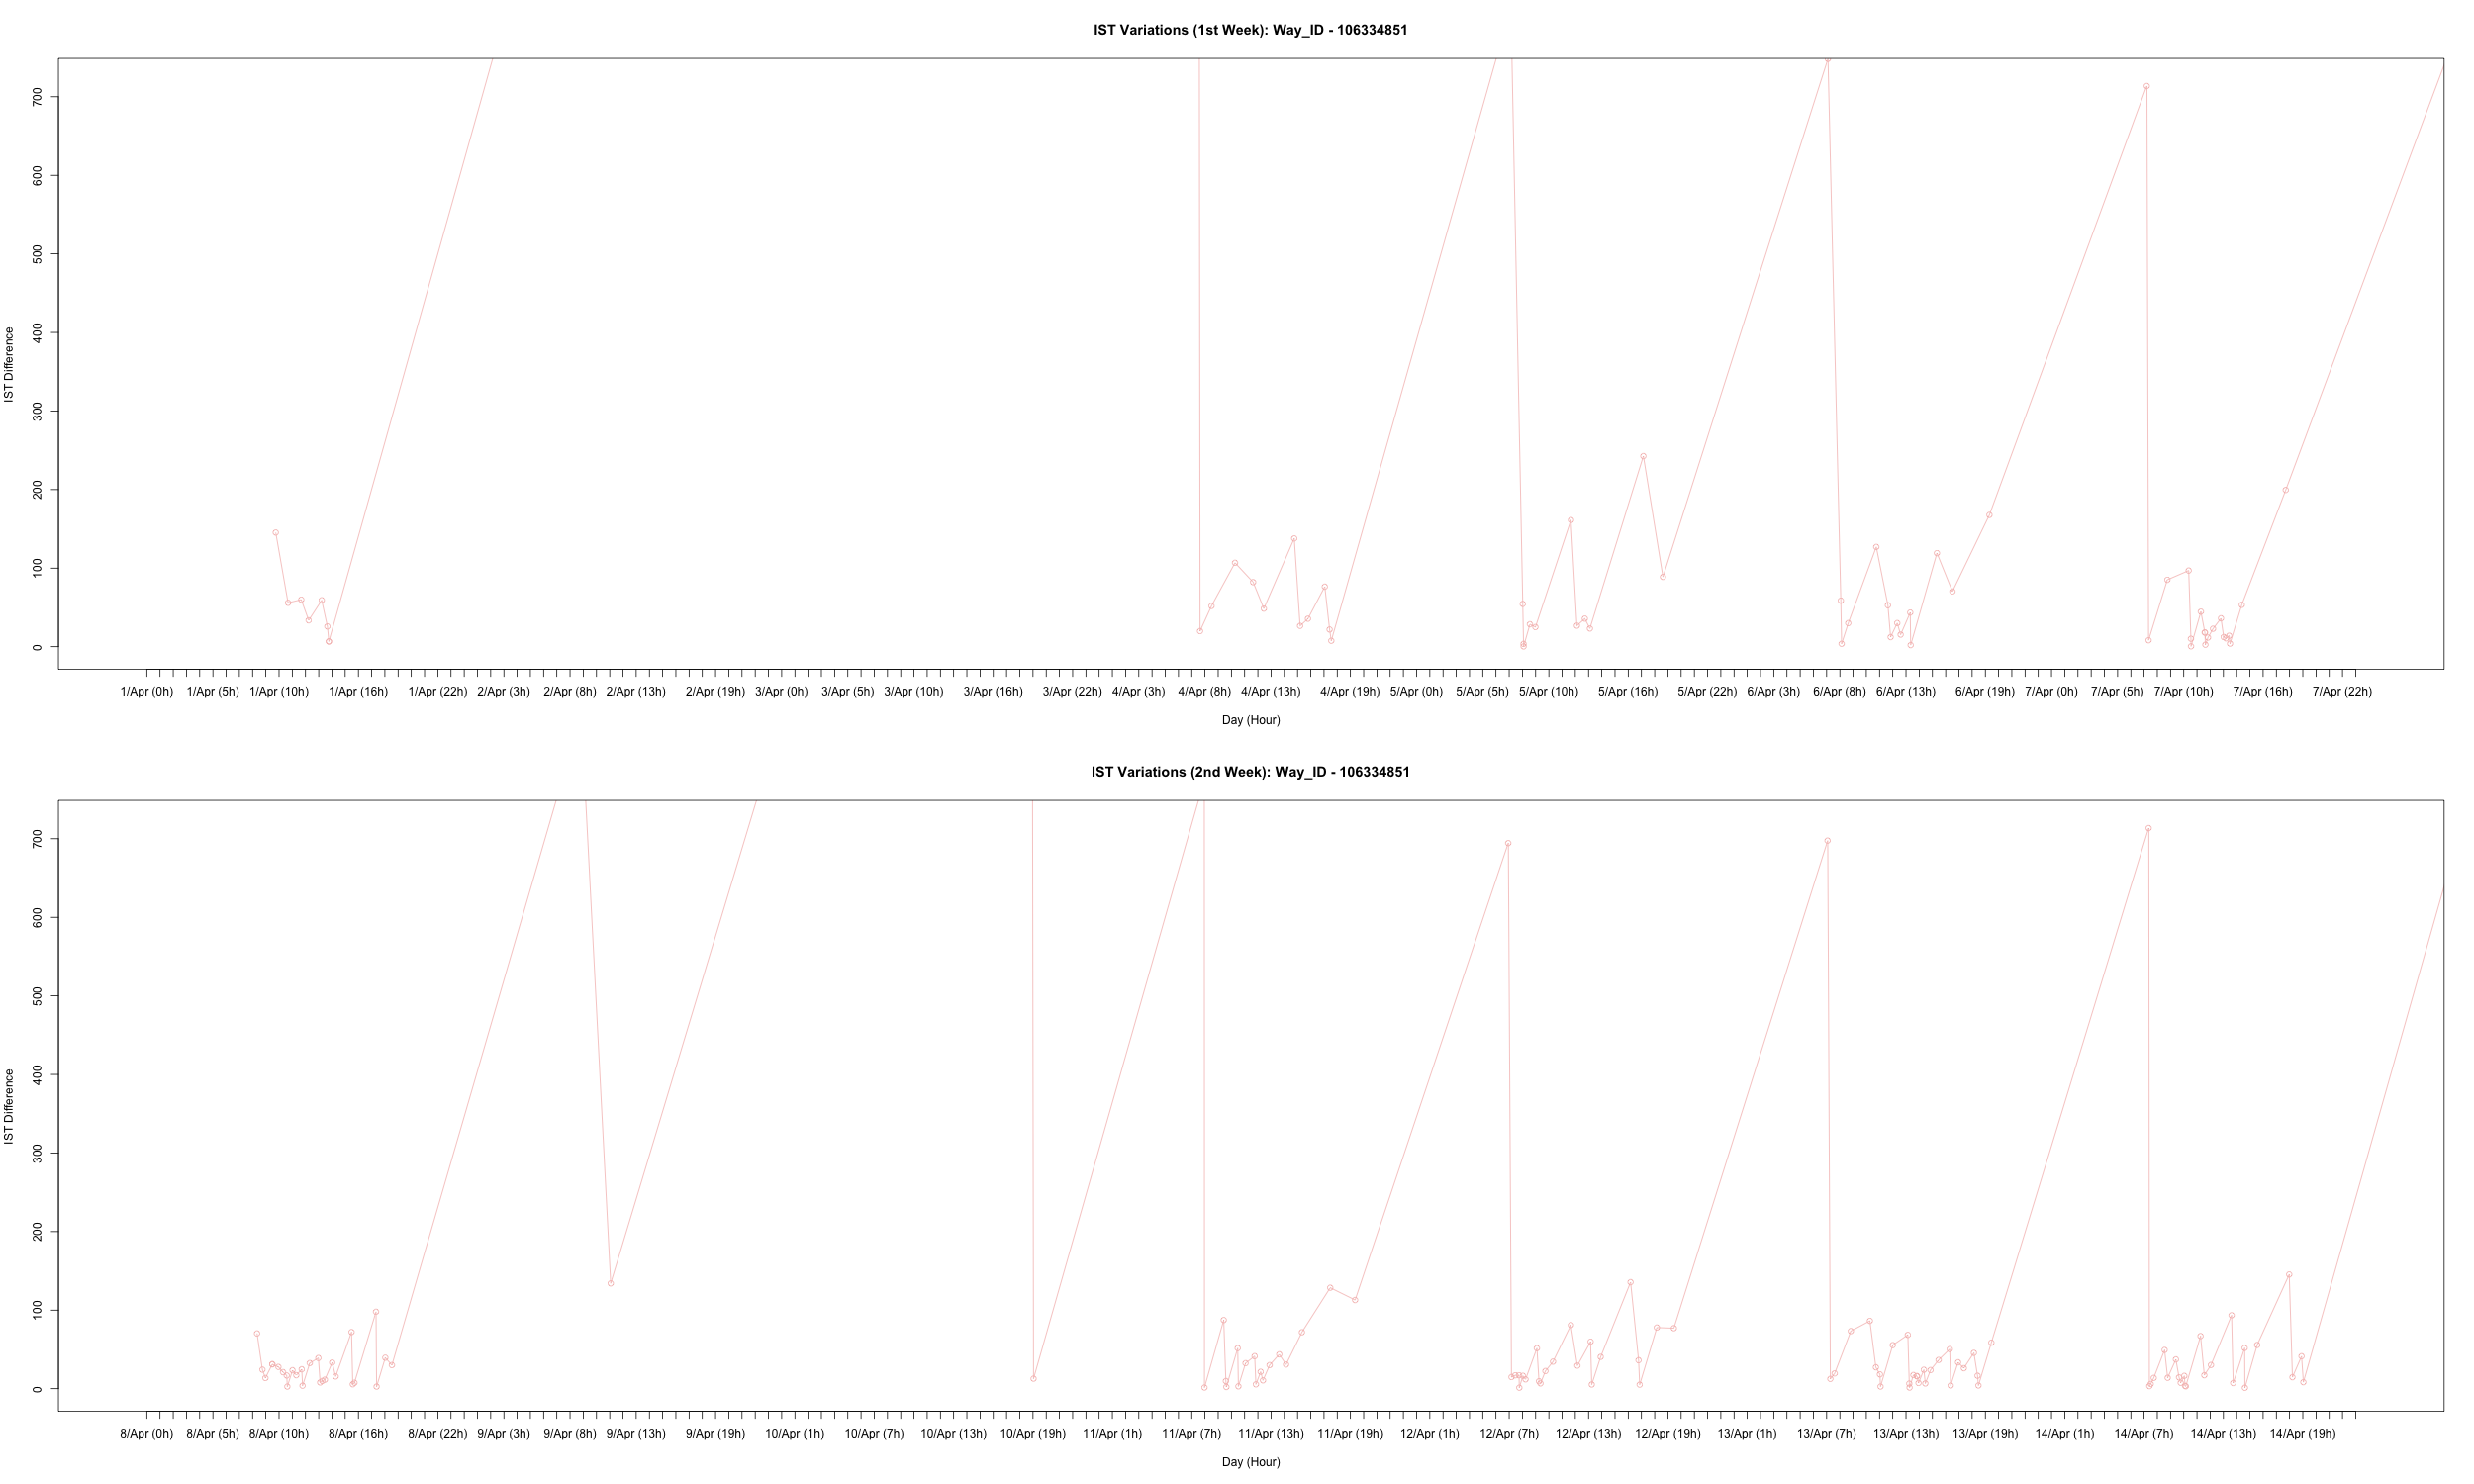 IST Variations (1st Week): Way_ID - 106334851
IST Difference
700
600
500
400
300
200
100
0
1/Apr (0h) 1/Apr (5h) 1/Apr (10h) 1/Apr (16h) 1/Apr (22h) 2/Apr (3h) 2/Apr (8h) 2/Apr (13h) 2/Apr (19h) 3/Apr (0h) 3/Apr (5h) 3/Apr (10h) 3/Apr (16h) 3/Apr (22h) 4/Apr (3h) 4/Apr (8h) 4/Apr (13h) 4/Apr (19h) 5/Apr (0h) 5/Apr (5h) 5/Apr (10h) 5/Apr (16h) 5/Apr (22h) 6/Apr (3h) 6/Apr (8h) 6/Apr (13h) 6/Apr (19h) 7/Apr (0h) 7/Apr (5h) 7/Apr (10h) 7/Apr (16h) 7/Apr (22h)
Day (Hour)
IST Variations (2nd Week): Way_ID - 106334851
IST Difference
700
600
500
400
300
200
100
0
8/Apr (0h) 8/Apr (5h) 8/Apr (10h) 8/Apr (16h) 8/Apr (22h) 9/Apr (3h) 9/Apr (8h) 9/Apr (13h) 9/Apr (19h) 10/Apr (1h) 10/Apr (7h) 10/Apr (13h) 10/Apr (19h) 11/Apr (1h) 11/Apr (7h) 11/Apr (13h) 11/Apr (19h) 12/Apr (1h) 12/Apr (7h) 12/Apr (13h) 12/Apr (19h) 13/Apr (1h) 13/Apr (7h) 13/Apr (13h) 13/Apr (19h) 14/Apr (1h) 14/Apr (7h) 14/Apr (13h) 14/Apr (19h)
Day (Hour)